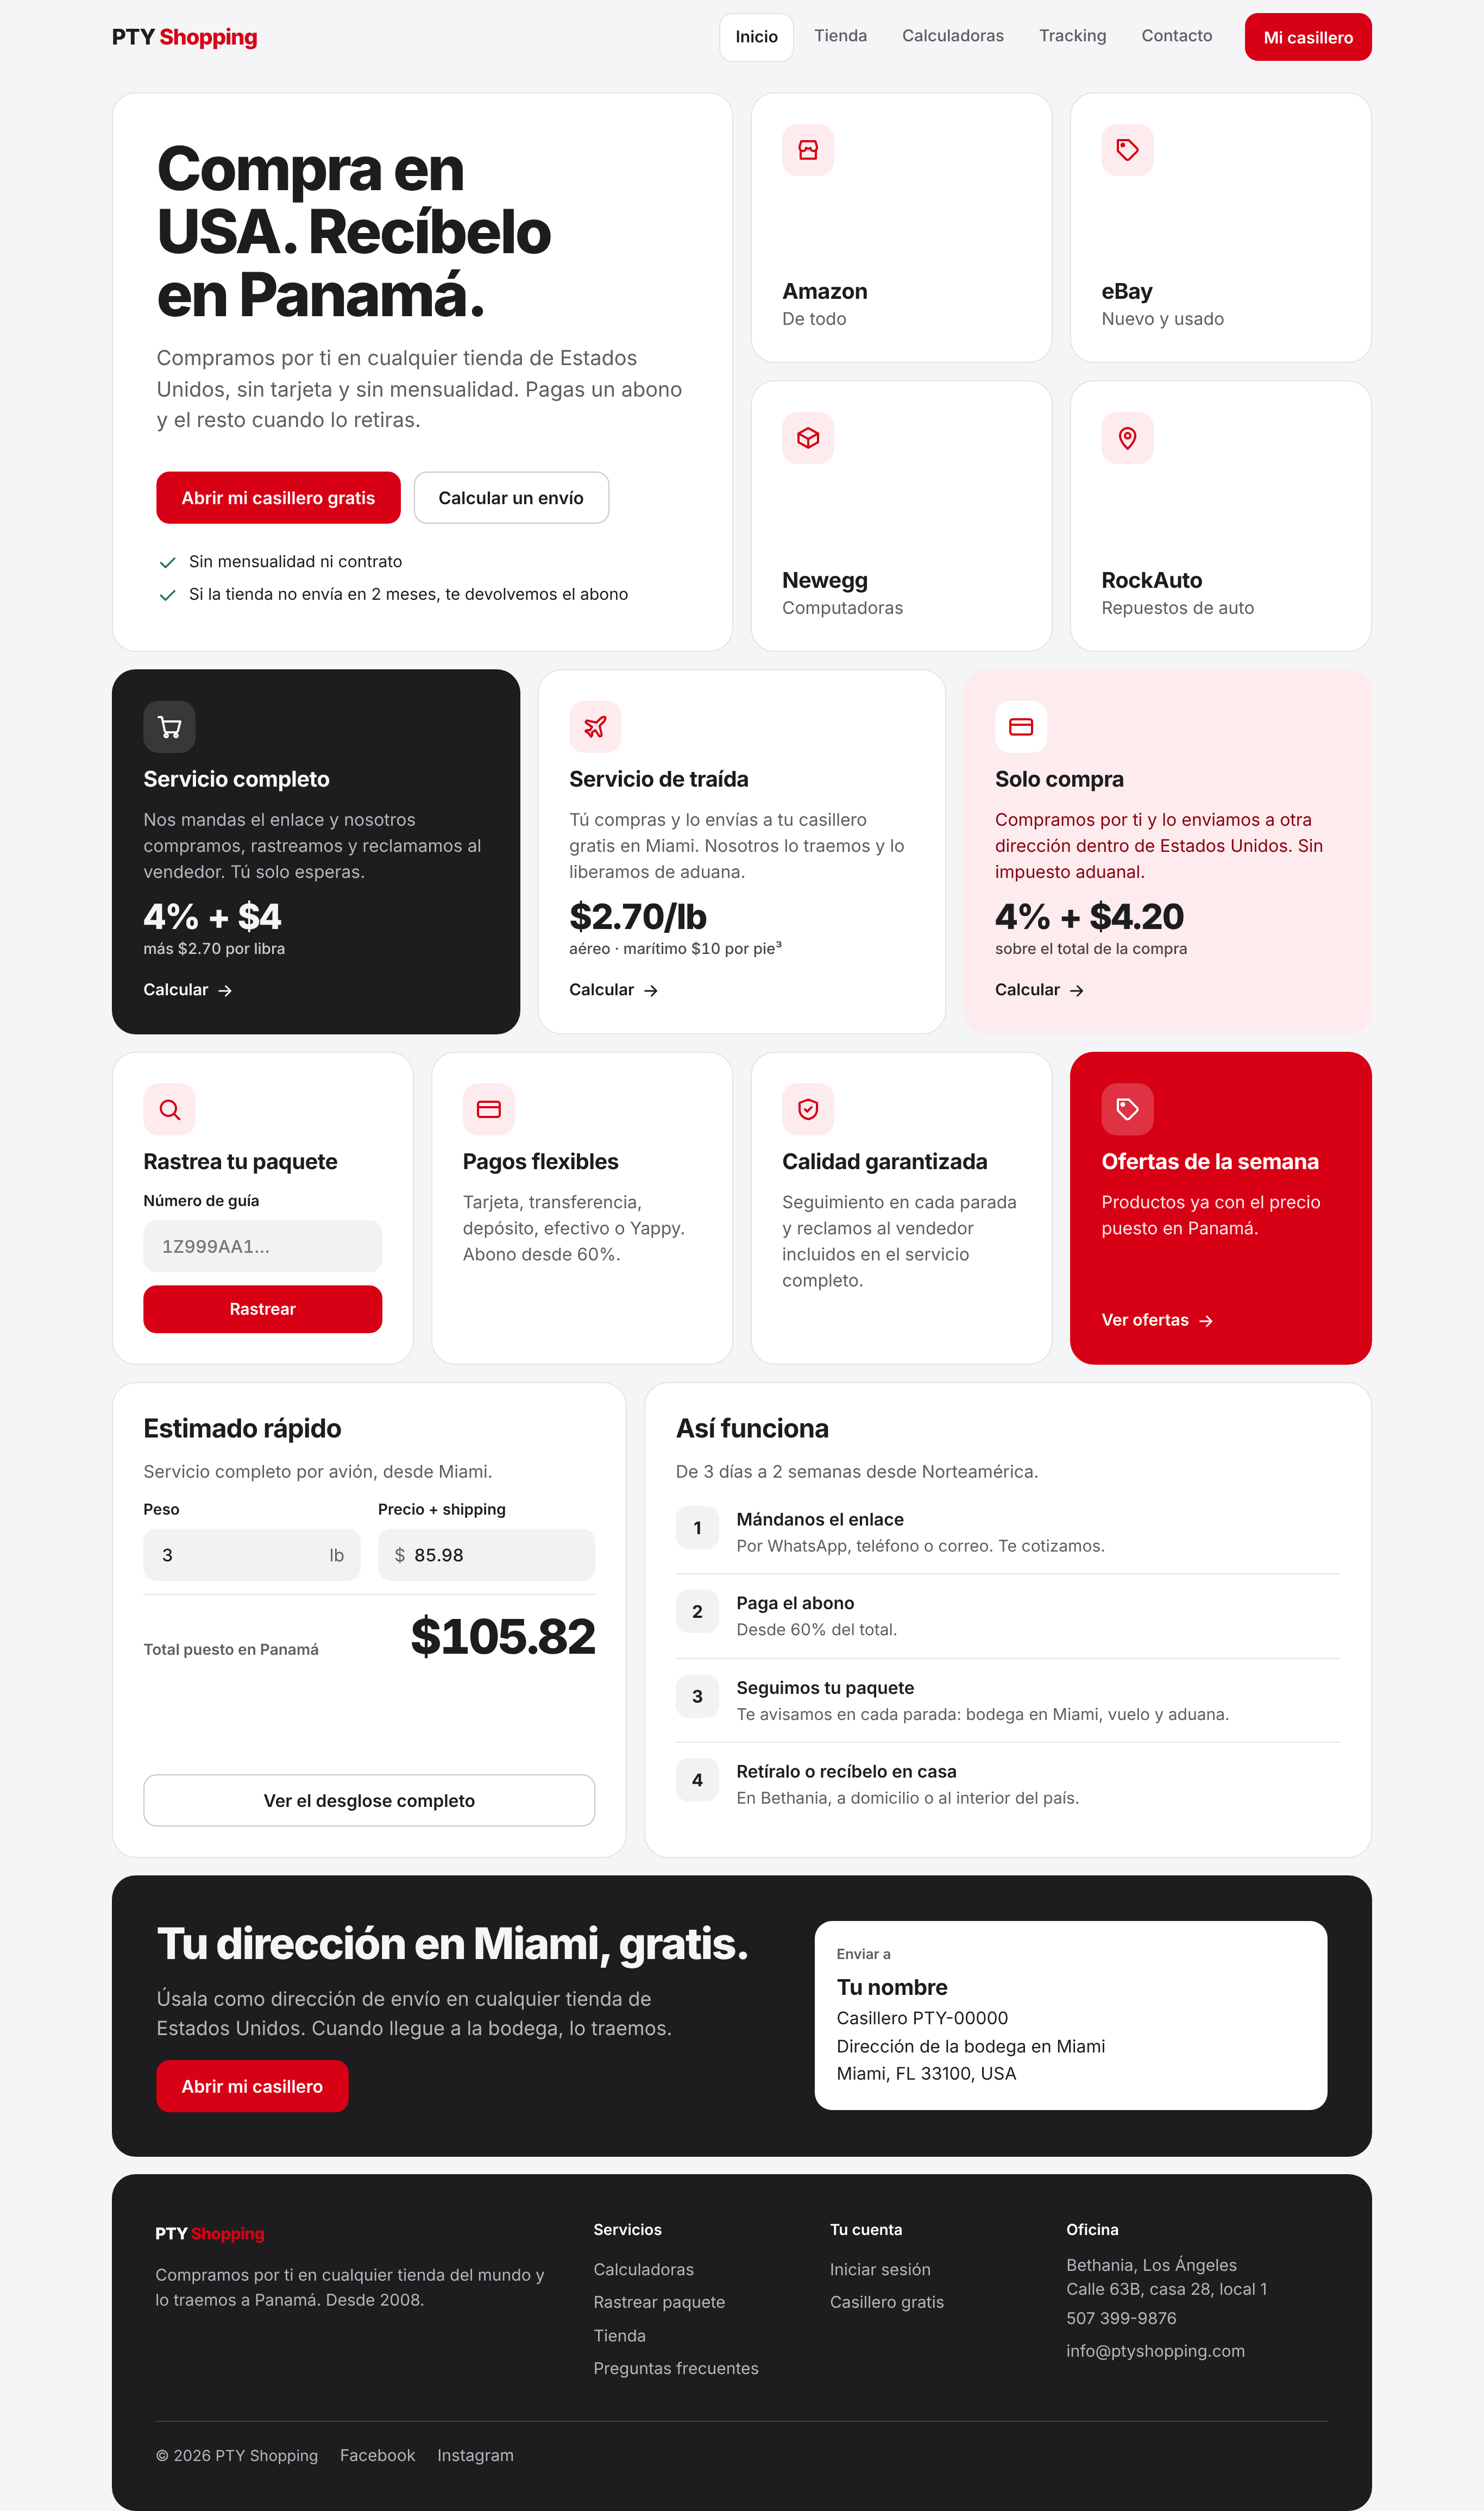 PTY Shopping
Inicio
Tienda
Calculadoras
Tracking
Contacto
Mi casillero
Compra en
USA. Recíbelo
en Panamá.
Compramos por ti en cualquier tienda de Estados
Unidos, sin tarjeta y sin mensualidad. Pagas un abono
y el resto cuando lo retiras.
Abrir mi casillero gratis
Calcular un envío
Sin mensualidad ni contrato
Si la tienda no envía en 2 meses, te devolvemos el abono
Amazon
De todo
eBay
Nuevo y usado
Newegg
Computadoras
RockAuto
Repuestos de auto
Servicio completo
Nos mandas el enlace y nosotros
compramos, rastreamos y reclamamos al
vendedor. Tú solo esperas.
4% + $4
más $2.70 por libra
Calcular →
Servicio de traída
Tú compras y lo envías a tu casillero
gratis en Miami. Nosotros lo traemos y lo
liberamos de aduana.
$2.70/lb
aéreo · marítimo $10 por pie³
Calcular →
Solo compra
Compramos por ti y lo enviamos a otra
dirección dentro de Estados Unidos. Sin
impuesto aduanal.
4% + $4.20
sobre el total de la compra
Calcular →
Rastrea tu paquete
Número de guía
1Z999AA1...
Rastrear
Pagos flexibles
Tarjeta, transferencia,
depósito, efectivo o Yappy.
Abono desde 60%.
Calidad garantizada
Seguimiento en cada parada
y reclamos al vendedor
incluidos en el servicio
completo.
Ofertas de la semana
Productos ya con el precio
puesto en Panamá.
Ver ofertas →
Estimado rápido
Servicio completo por avión, desde Miami.
Peso
3 lb
Precio + shipping
$ 85.98
Total puesto en Panamá
$105.82
Ver el desglose completo
Así funciona
De 3 días a 2 semanas desde Norteamérica.
1
Mándanos el enlace
Por WhatsApp, teléfono o correo. Te cotizamos.
2
Paga el abono
Desde 60% del total.
3
Seguimos tu paquete
Te avisamos en cada parada: bodega en Miami, vuelo y aduana.
4
Retíralo o recíbelo en casa
En Bethania, a domicilio o al interior del país.
Tu dirección en Miami, gratis.
Úsala como dirección de envío en cualquier tienda de
Estados Unidos. Cuando llegue a la bodega, lo traemos.
Abrir mi casillero
Enviar a
Tu nombre
Casillero PTY-00000
Dirección de la bodega en Miami
Miami, FL 33100, USA
PTY Shopping
Compramos por ti en cualquier tienda del mundo y
lo traemos a Panamá. Desde 2008.
Servicios
Calculadoras
Rastrear paquete
Tienda
Preguntas frecuentes
Tu cuenta
Iniciar sesión
Casillero gratis
Oficina
Bethania, Los Ángeles
Calle 63B, casa 28, local 1
507 399-9876
info@ptyshopping.com
© 2026 PTY Shopping
Facebook
Instagram